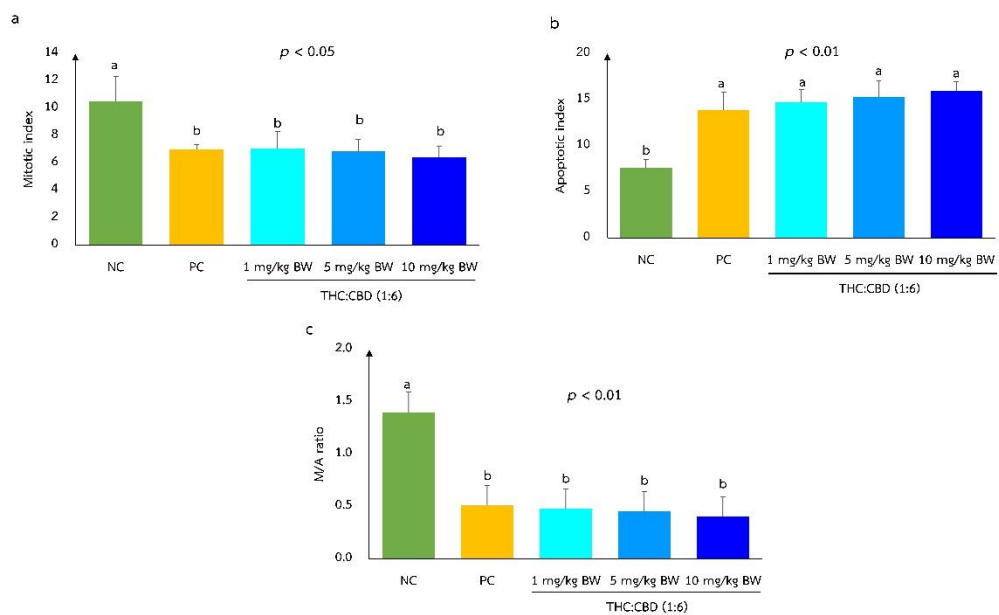 a
14
12
10
8
6
4
2
0
Mitotic index
p < 0.05
a
b
b
b
b
NC PC 1 mg/kg BW 5 mg/kg BW 10 mg/kg BW
THC:CBD (1:6)
b
20
15
10
5
0
Apoptotic index
p < 0.01
b
a
a
a
a
NC PC 1 mg/kg BW 5 mg/kg BW 10 mg/kg BW
THC:CBD (1:6)
c
2.0
1.5
1.0
0.5
0.0
M/A ratio
p < 0.01
a
b
b
b
b
NC PC 1 mg/kg BW 5 mg/kg BW 10 mg/kg BW
THC:CBD (1:6)